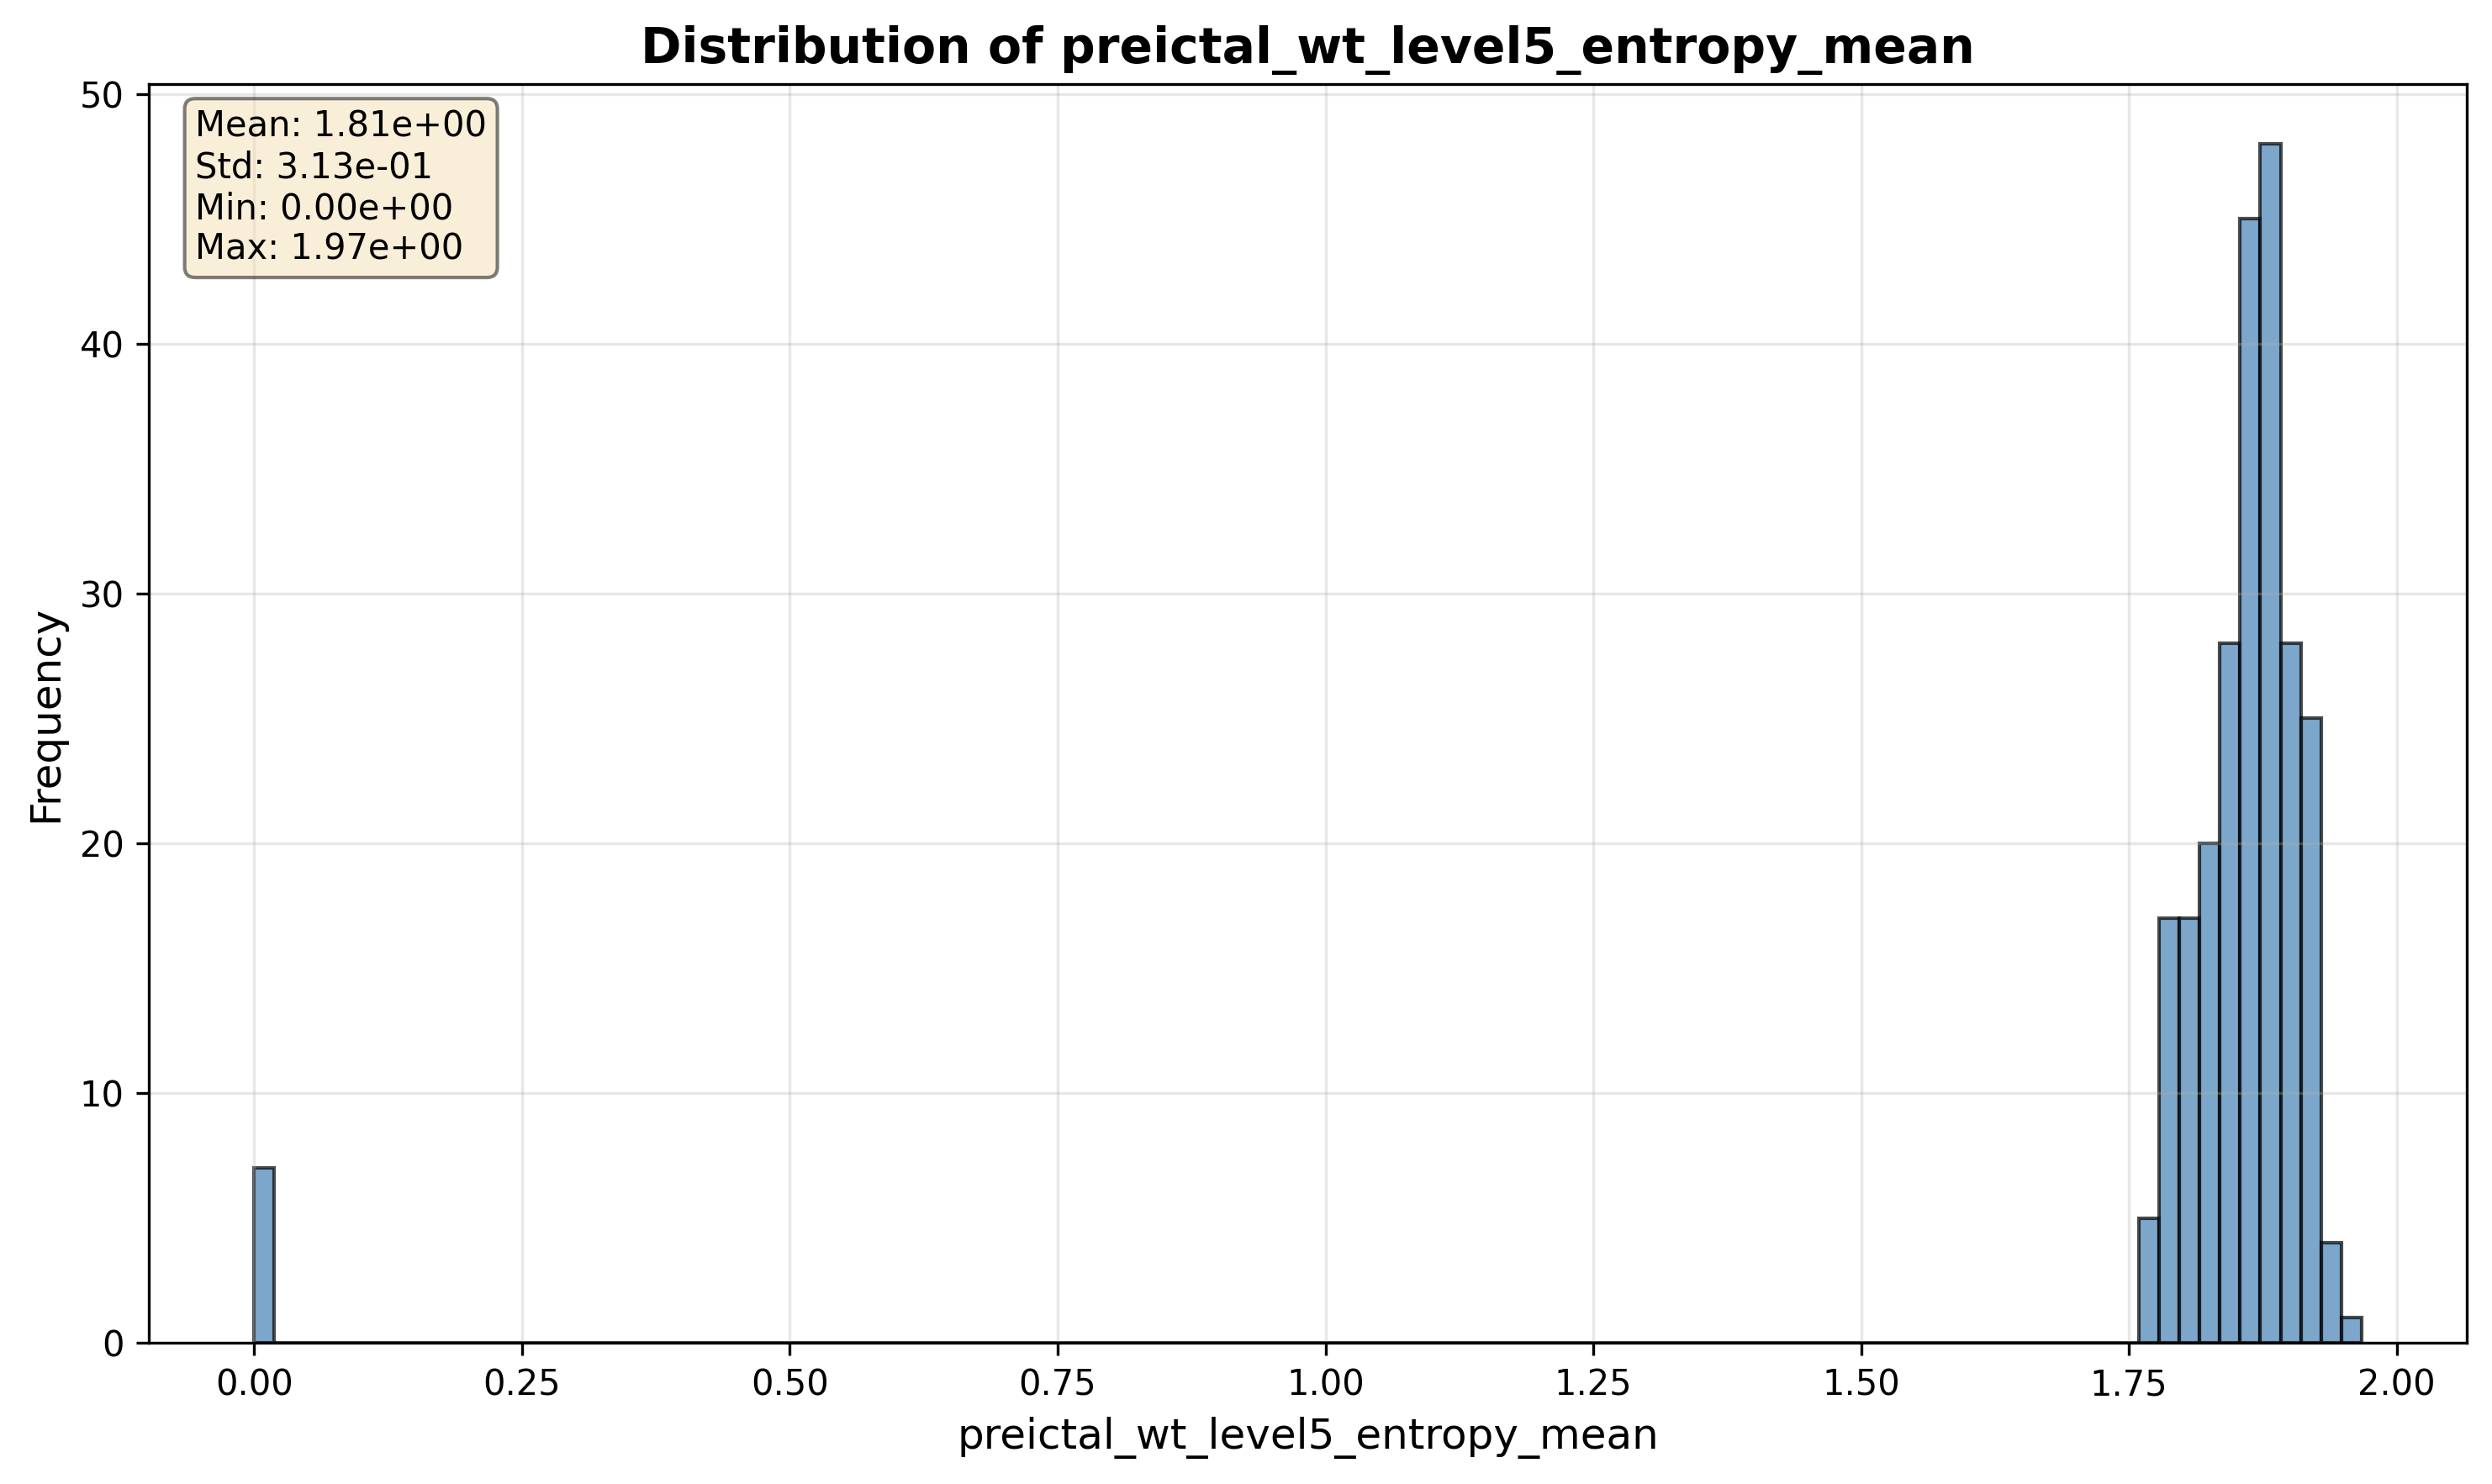 Distribution of preictal_wt_level5_entropy_mean
Mean: 1.81e+00
Std: 3.13e-01
Min: 0.00e+00
Max: 1.97e+00
50
40
30
20
10
0
Frequency
0.00 0.25 0.50 0.75 1.00 1.25 1.50 1.75 2.00
preictal_wt_level5_entropy_mean